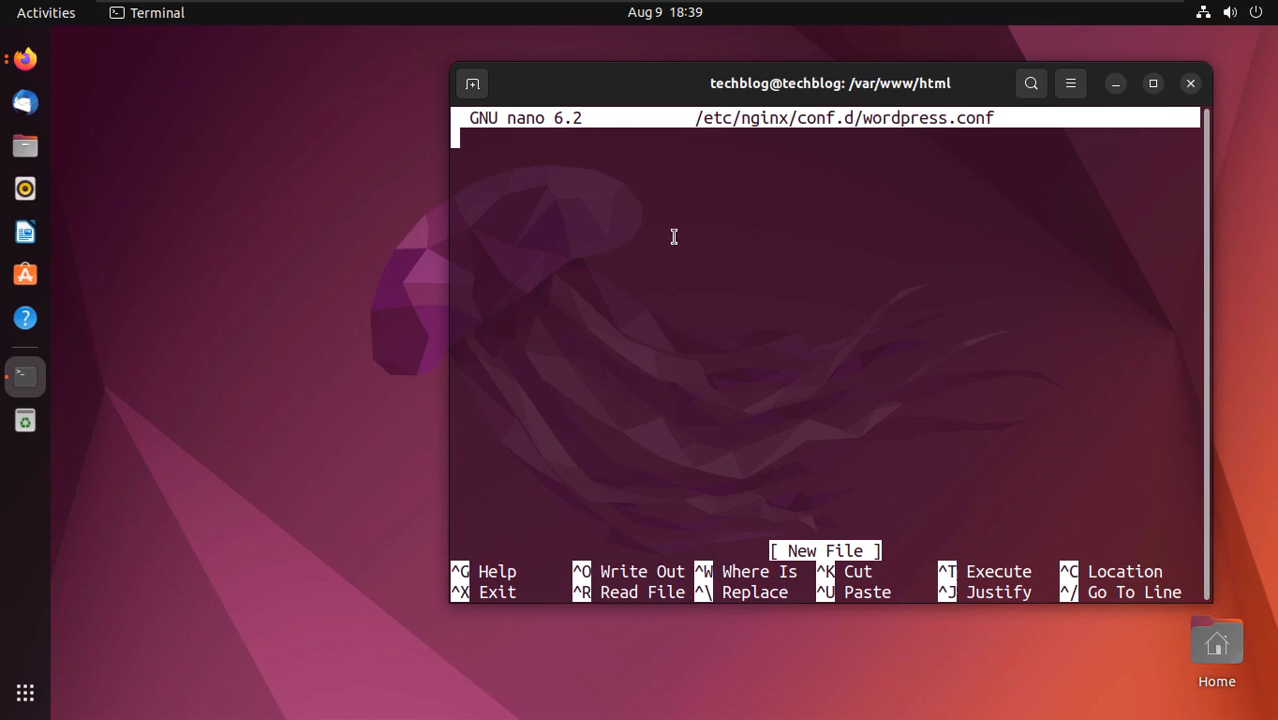 Activities Terminal Aug 9 18:39
techblog@techblog: /var/www/html
GNU nano 6.2 /etc/nginx/conf.d/wordpress.conf
[ New File ]
^G Help ^O Write Out ^W Where Is ^K Cut ^T Execute ^C Location
^X Exit ^R Read File ^\ Replace ^U Paste ^J Justify ^/ Go To Line
Home